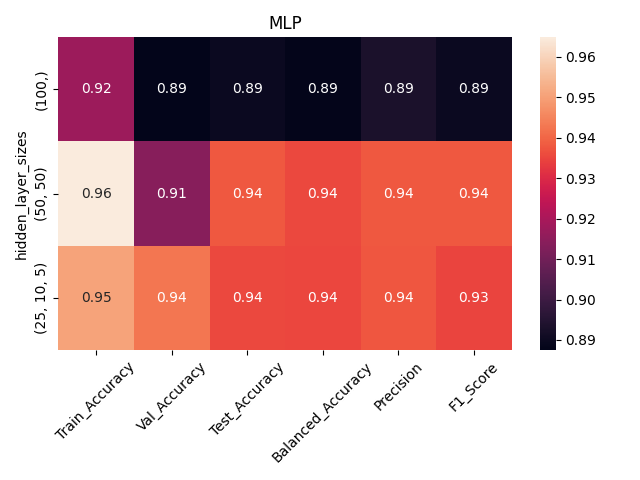 MLP
hidden_layer_sizes
(100,)
0.92 0.89 0.89 0.89 0.89 0.89
(50, 50)
0.96 0.91 0.94 0.94 0.94 0.94
(25, 10, 5)
0.95 0.94 0.94 0.94 0.94 0.93
Train_Accuracy
Val_Accuracy
Test_Accuracy
Balanced_Accuracy
Precision
F1_Score
0.96
0.95
0.94
0.93
0.92
0.91
0.90
0.89